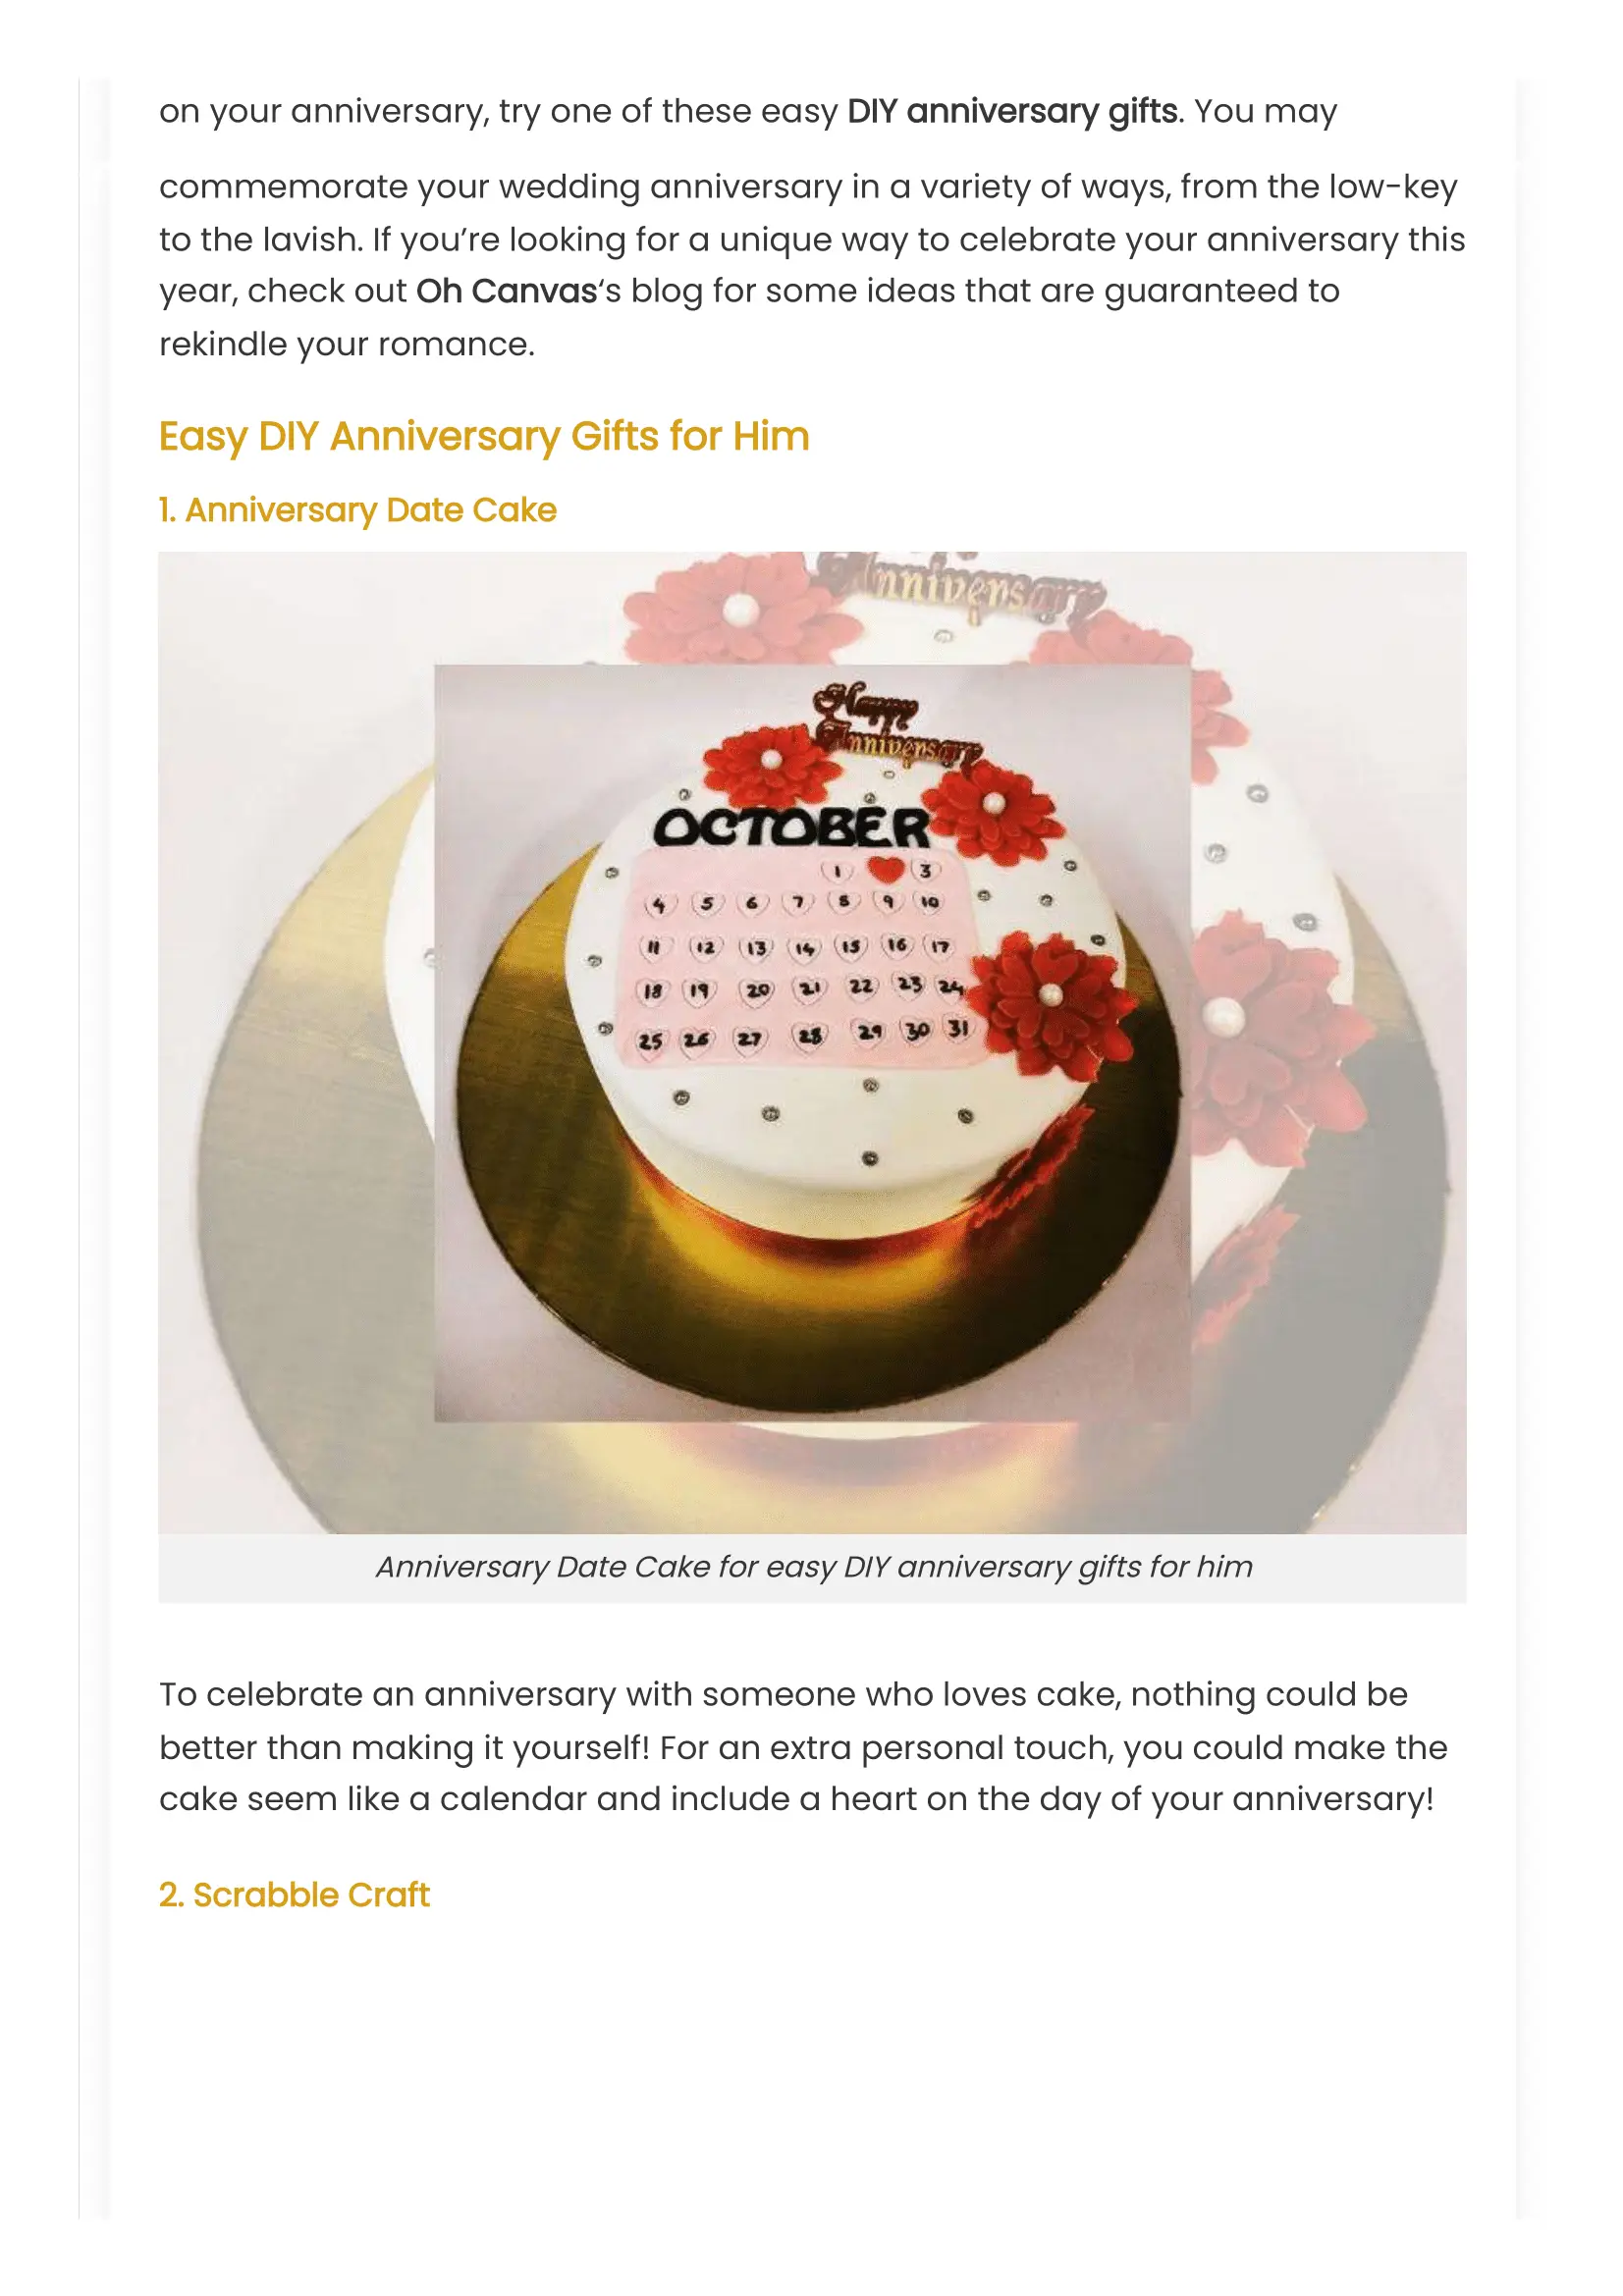 on your anniversary, try one of these easy DIY anniversary gifts. You may
commemorate your wedding anniversary in a variety of ways, from the low-key
to the lavish. If you’re looking for a unique way to celebrate your anniversary this
year, check out Oh Canvas‘s blog for some ideas that are guaranteed to
rekindle your romance.
Easy DIY Anniversary Gifts for Him
1. Anniversary Date Cake
Anniversary
Happy
Anniversary
OCTOBER
1 3
4 5 6 7 8 9 10
11 12 13 14 15 16 17
18 19 20 21 22 23 24
25 26 27 28 29 30 31
Anniversary Date Cake for easy DIY anniversary gifts for him
To celebrate an anniversary with someone who loves cake, nothing could be
better than making it yourself! For an extra personal touch, you could make the
cake seem like a calendar and include a heart on the day of your anniversary!
2. Scrabble Craft